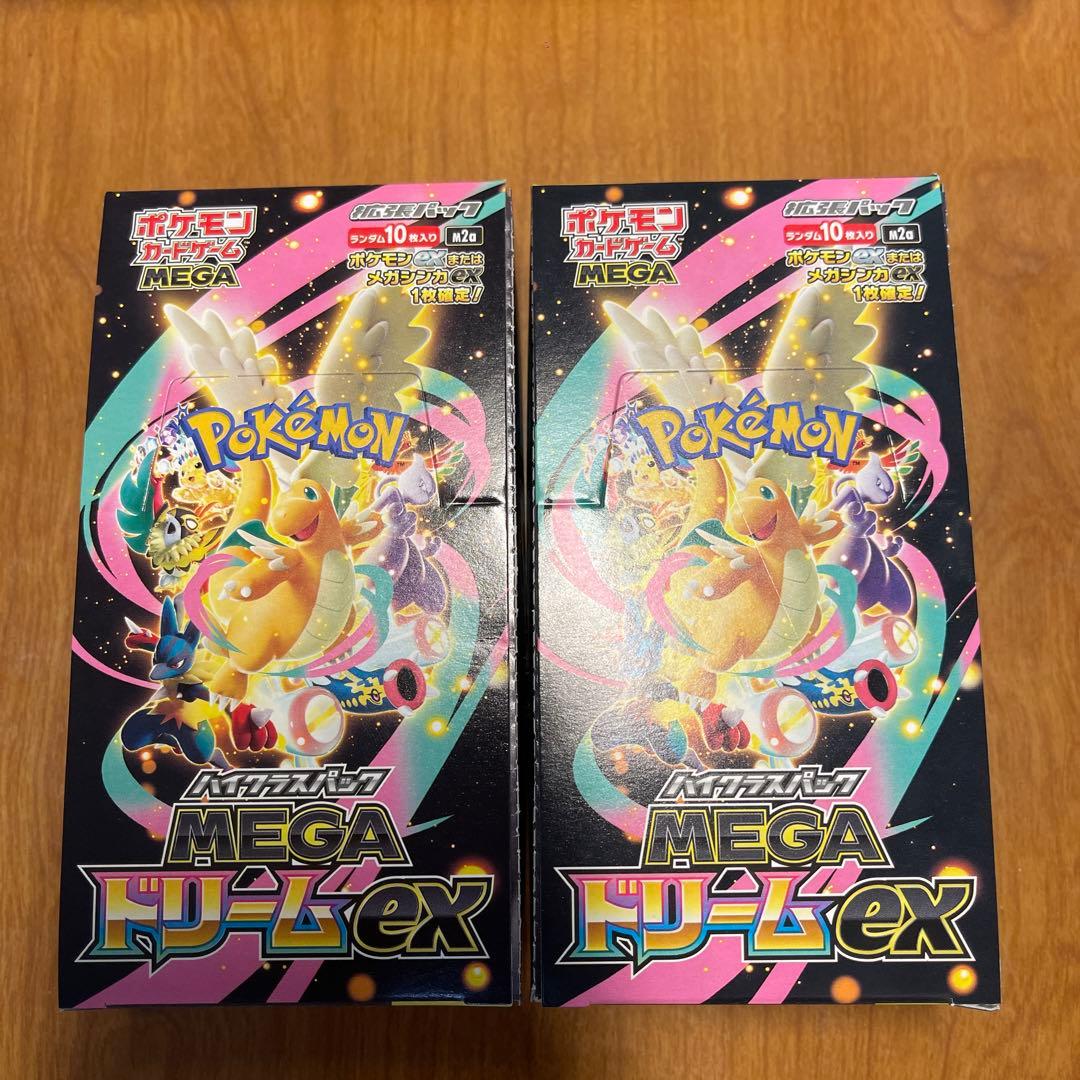 ポケモン
カードゲーム
MEGA
拡張パック
ランダム10枚入り M2a
ポケモンexまたは
メガシンカex
1枚確定!
POKÉMON
TM
ハイクラスパック
MEGA
ドリームex
ポケモン
カードゲーム
MEGA
拡張パック
ランダム10枚入り M2a
ポケモンexまたは
メガシンカex
1枚確定!
POKÉMON
TM
ハイクラスパック
MEGA
ドリームex